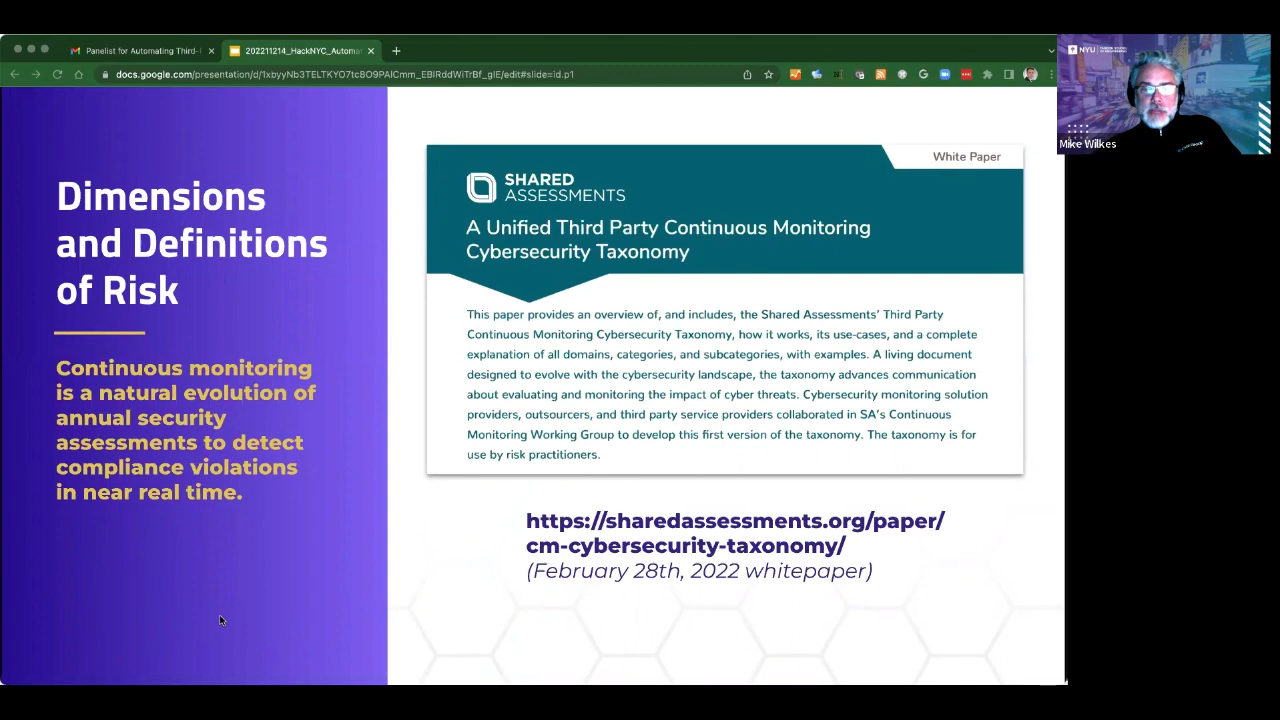 Panelist for Automating Third-
202211214_HackNYC_Automa
docs.google.com/presentation/d/1xbyyNb3TELTKYO7tc8O9PAlCmm_EBlRddWiTrBf_gIE/edit#slide=id.p1
NYU
Mike Wilkes
Dimensions
and Definitions
of Risk
Continuous monitoring
is a natural evolution of
annual security
assessments to detect
compliance violations
in near real time.
White Paper
SHARED
ASSESSMENTS
A Unified Third Party Continuous Monitoring
Cybersecurity Taxonomy
This paper provides an overview of, and includes, the Shared Assessments' Third Party
Continuous Monitoring Cybersecurity Taxonomy, how it works, its use-cases, and a complete
explanation of all domains, categories, and subcategories, with examples. A living document
designed to evolve with the cybersecurity landscape, the taxonomy advances communication
about evaluating and monitoring the impact of cyber threats. Cybersecurity monitoring solution
providers, outsourcers, and third party service providers collaborated in SA's Continuous
Monitoring Working Group to develop this first version of the taxonomy. The taxonomy is for
use by risk practitioners.
https://sharedassessments.org/paper/
cm-cybersecurity-taxonomy/
(February 28th, 2022 whitepaper)